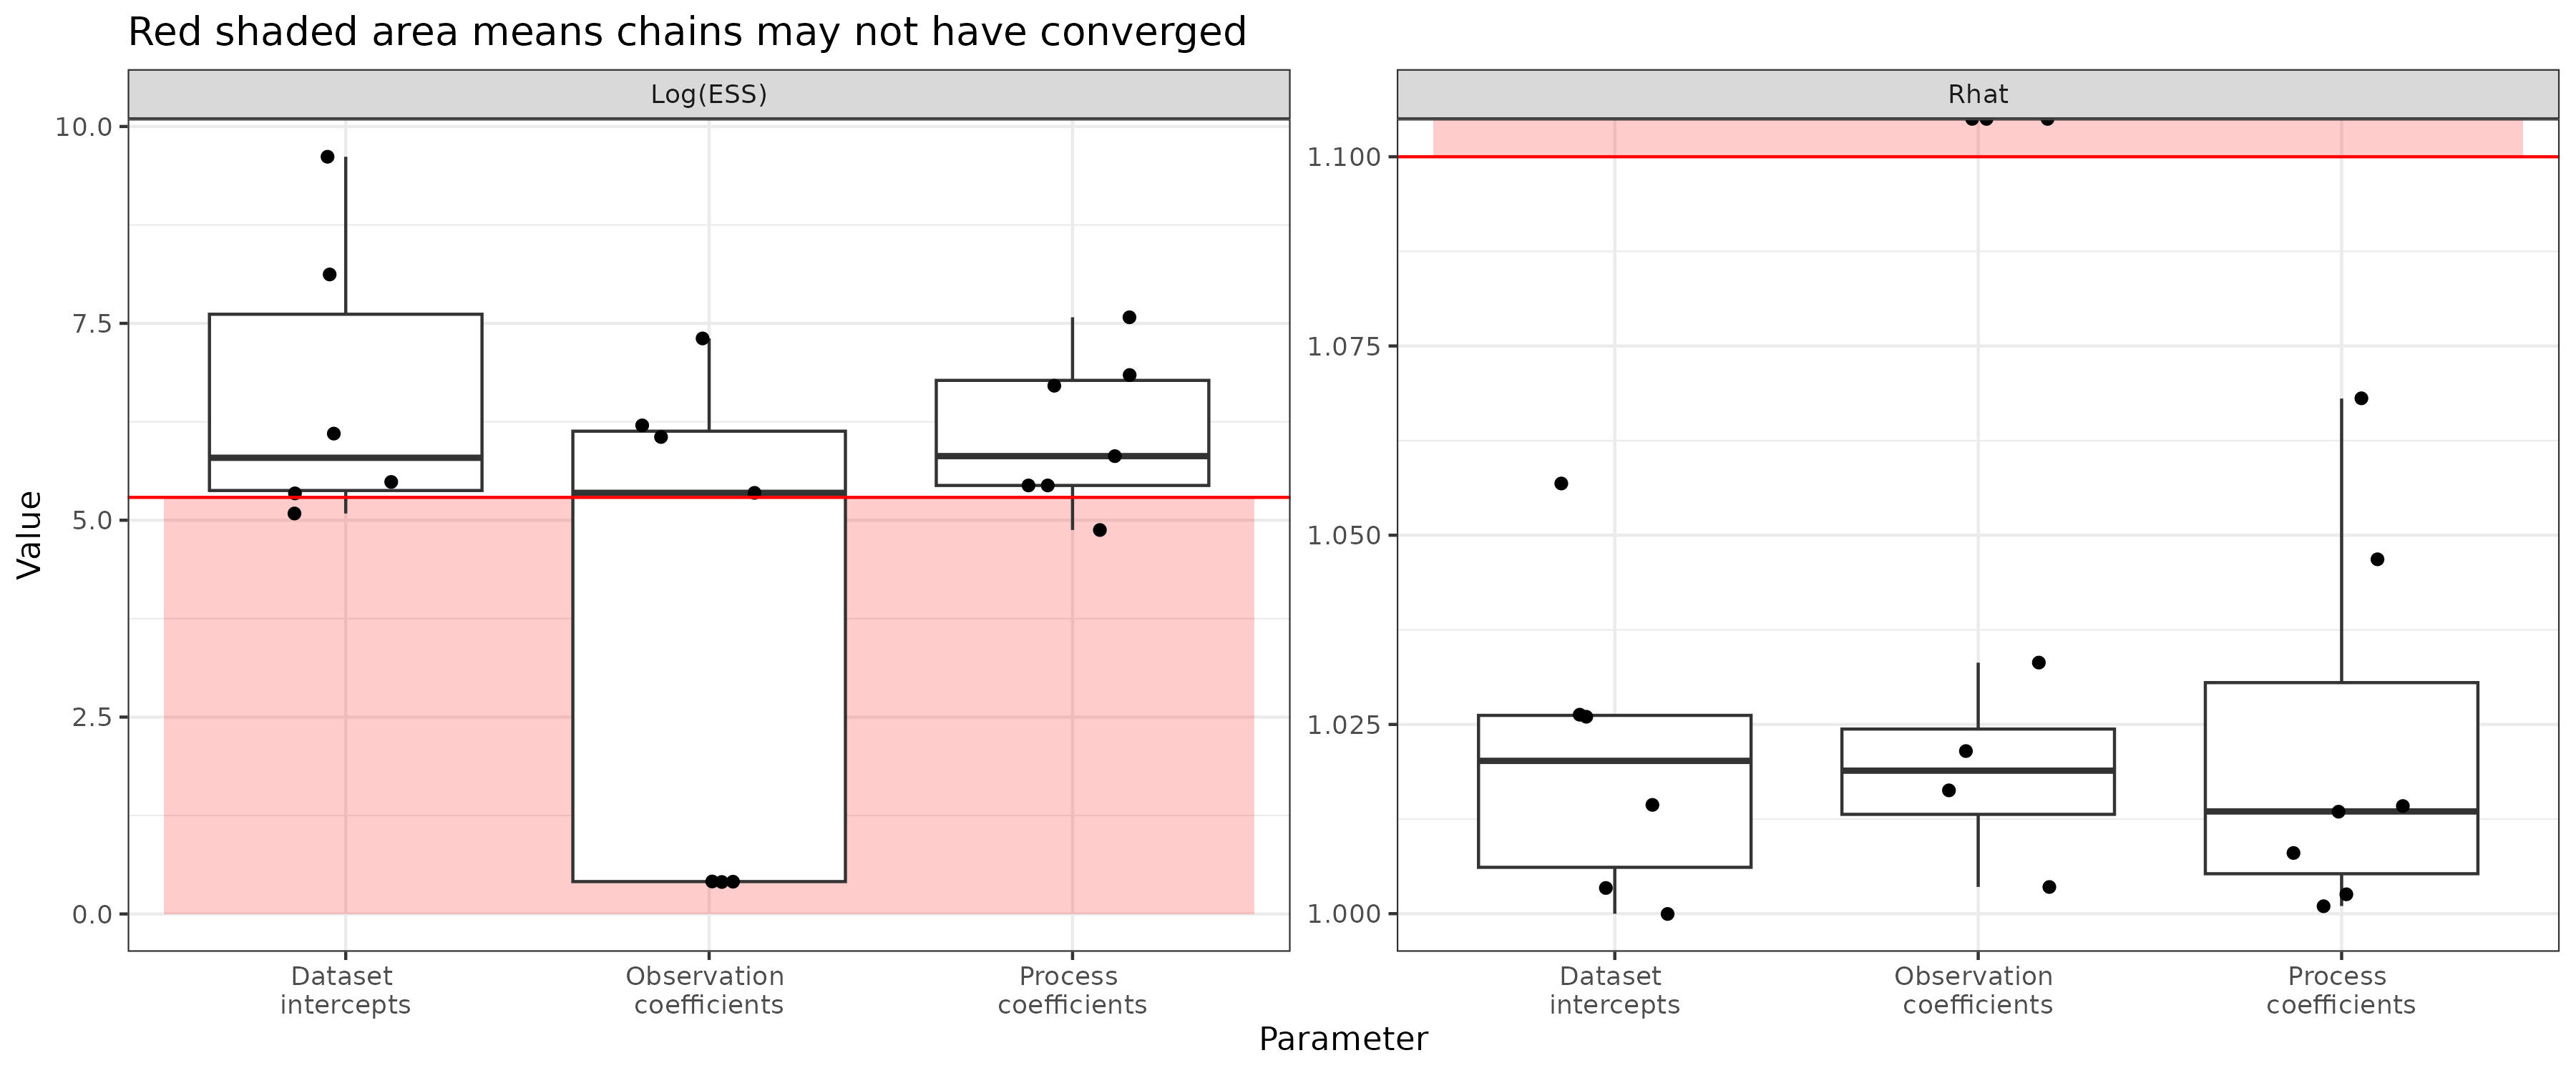 Red shaded area means chains may not have converged
Log(ESS)
Rhat
Value
10.0
7.5
5.0
2.5
0.0
1.100
1.075
1.050
1.025
1.000
Dataset
intercepts
Observation
coefficients
Process
coefficients
Dataset
intercepts
Observation
coefficients
Process
coefficients
Parameter